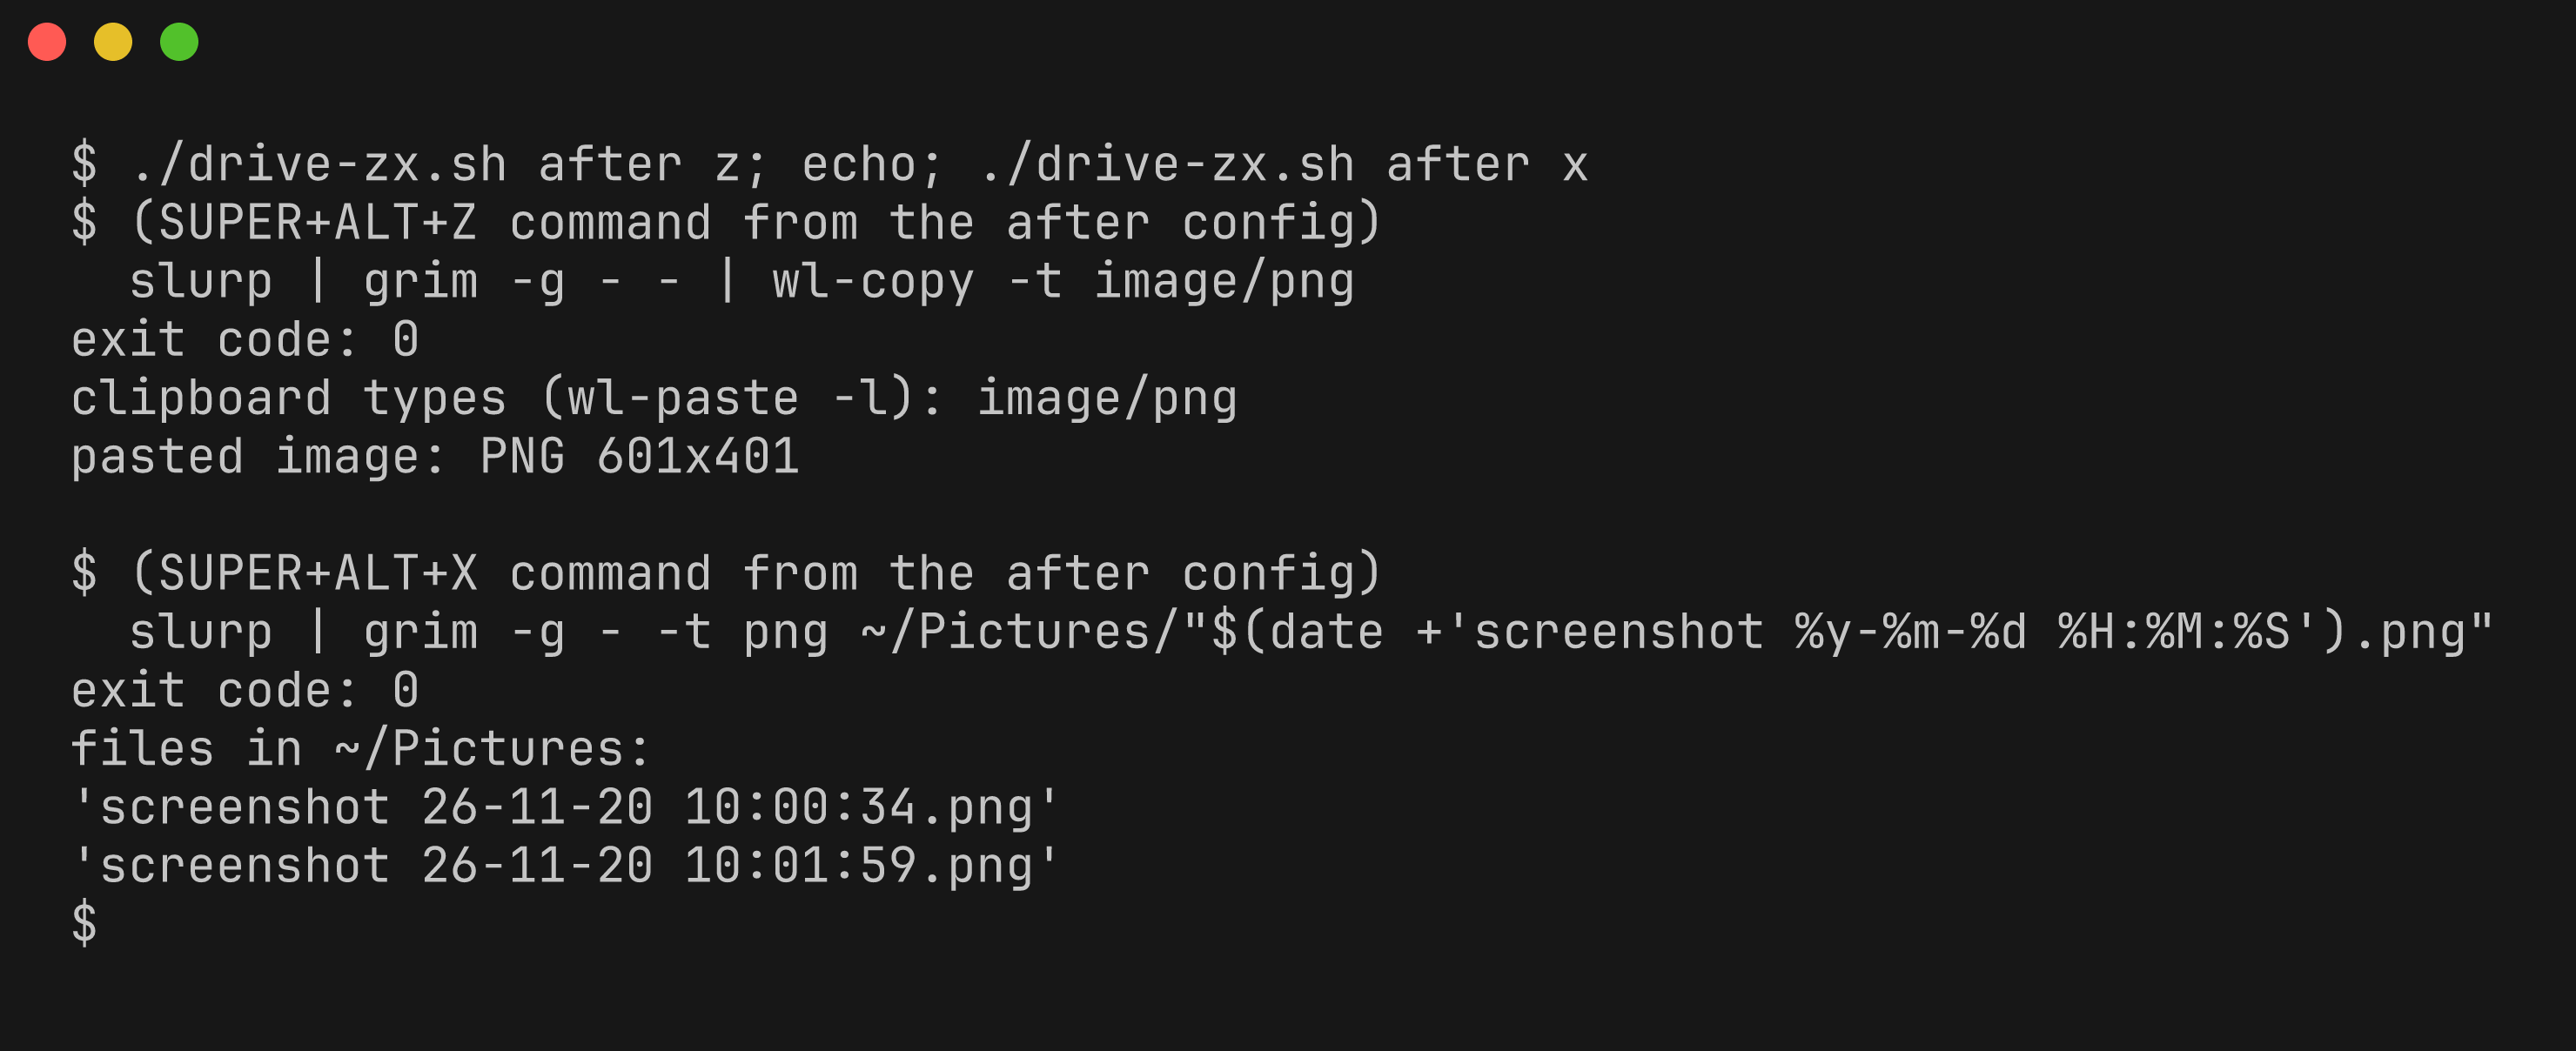 $ ./drive-zx.sh after z; echo; ./drive-zx.sh after x
$ (SUPER+ALT+Z command from the after config)
  slurp | grim -g - - | wl-copy -t image/png
exit code: 0
clipboard types (wl-paste -l): image/png
pasted image: PNG 601x401

$ (SUPER+ALT+X command from the after config)
  slurp | grim -g - -t png ~/Pictures/"$(date +'screenshot %y-%m-%d %H:%M:%S').png"
exit code: 0
files in ~/Pictures:
'screenshot 26-11-20 10:00:34.png'
'screenshot 26-11-20 10:01:59.png'
$